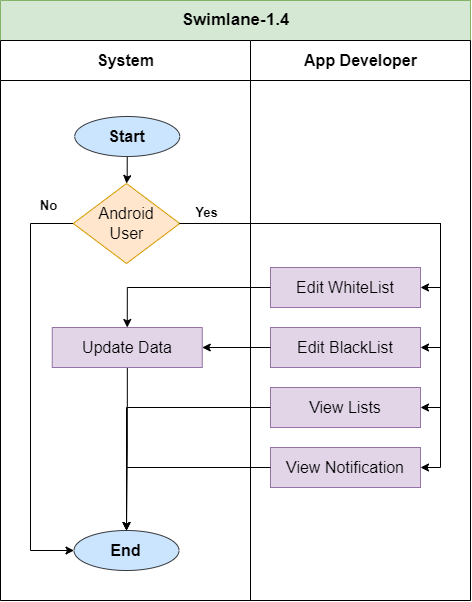 Swimlane-1.4
System
App Developer
Start
No
Android
User
Yes
Edit WhiteList
Update Data
Edit BlackList
View Lists
View Notification
End